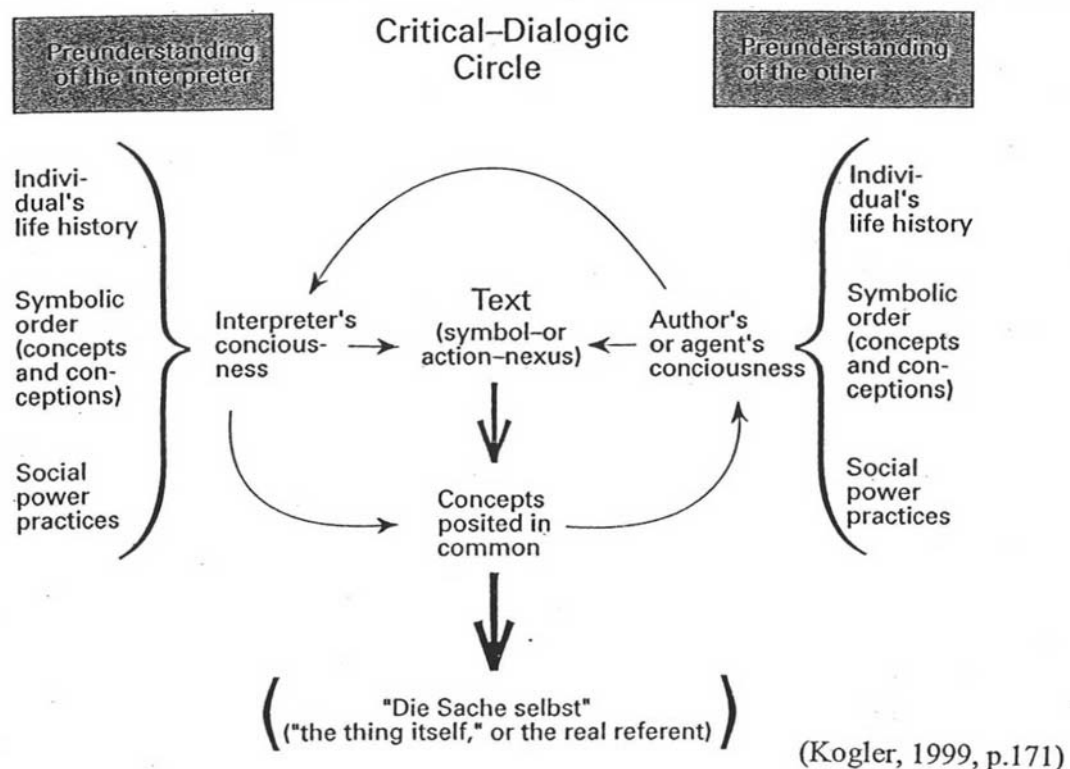 Critical–Dialogic
Circle
Preunderstanding
of the interpreter
Preunderstanding
of the other
Indivi-
dual's
life history
Symbolic
order
(concepts
and con-
ceptions)
Social
power
practices
Interpreter's
concious-
ness
Text
(symbol–or
action–nexus)
Author's
or agent's
conciousness
Concepts
posited in
common
"Die Sache selbst"
("the thing itself," or the real referent)
Indivi-
dual's
life history
Symbolic
order
(concepts
and con-
ceptions)
Social
power
practices
(Kogler, 1999, p.171)